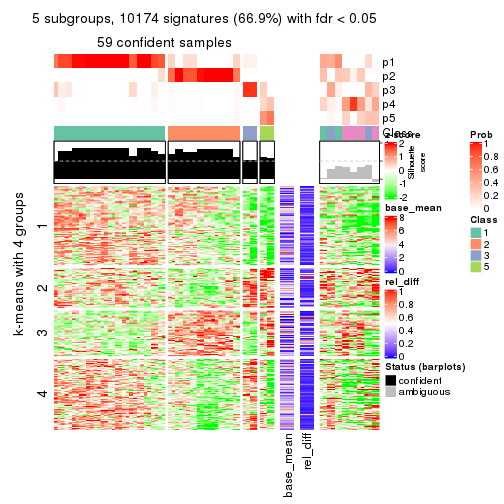 5 subgroups, 10174 signatures (66.9%) with fdr < 0.05
59 confident samples
p1
p2
p3
p4
p5
Class
k-means with 4 groups
1
2
3
4
Silhouette
score
z-score
2
1
0
-1
-2
base_mean
8
6
4
2
0
rel_diff
1
0.8
0.6
0.4
0.2
0
Status (barplots)
confident
ambiguous
Prob
1
0.8
0.6
0.4
0.2
0
Class
1
2
3
5
base_mean
rel_diff